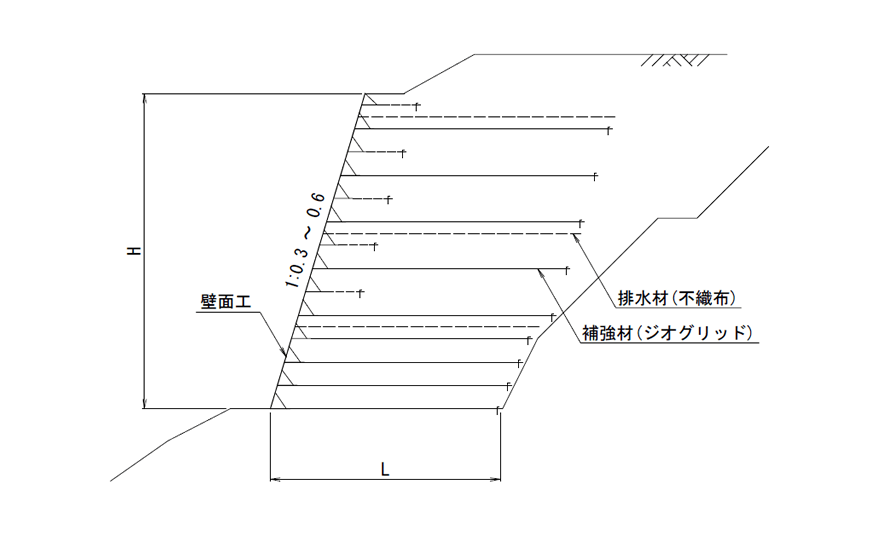 H
1:0.3 ～ 0.6
壁面工
排水材(不織布)
補強材(ジオグリッド)
L